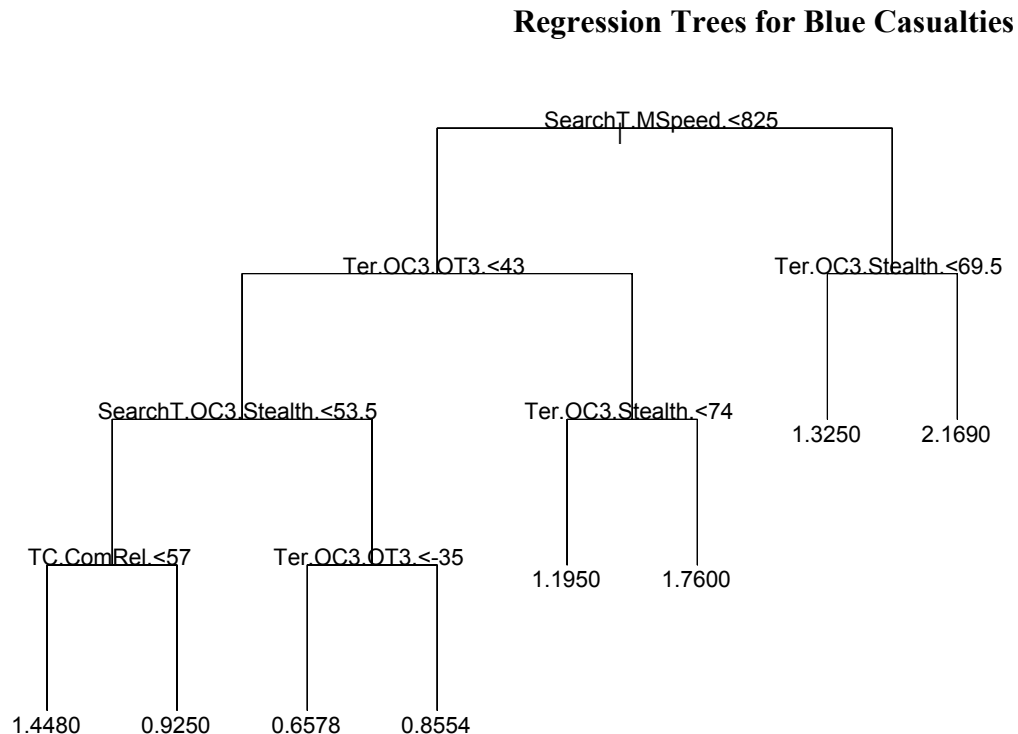 Regression Trees for Blue Casualties
SearchT.MSpeed.<825
Ter.OC3.OT3.<43
Ter.OC3.Stealth.<69.5
SearchT.OC3.Stealth.<53.5
Ter.OC3.Stealth.<74
1.3250
2.1690
TC.ComRel.<57
Ter.OC3.OT3.<-35
1.1950
1.7600
1.4480
0.9250
0.6578
0.8554